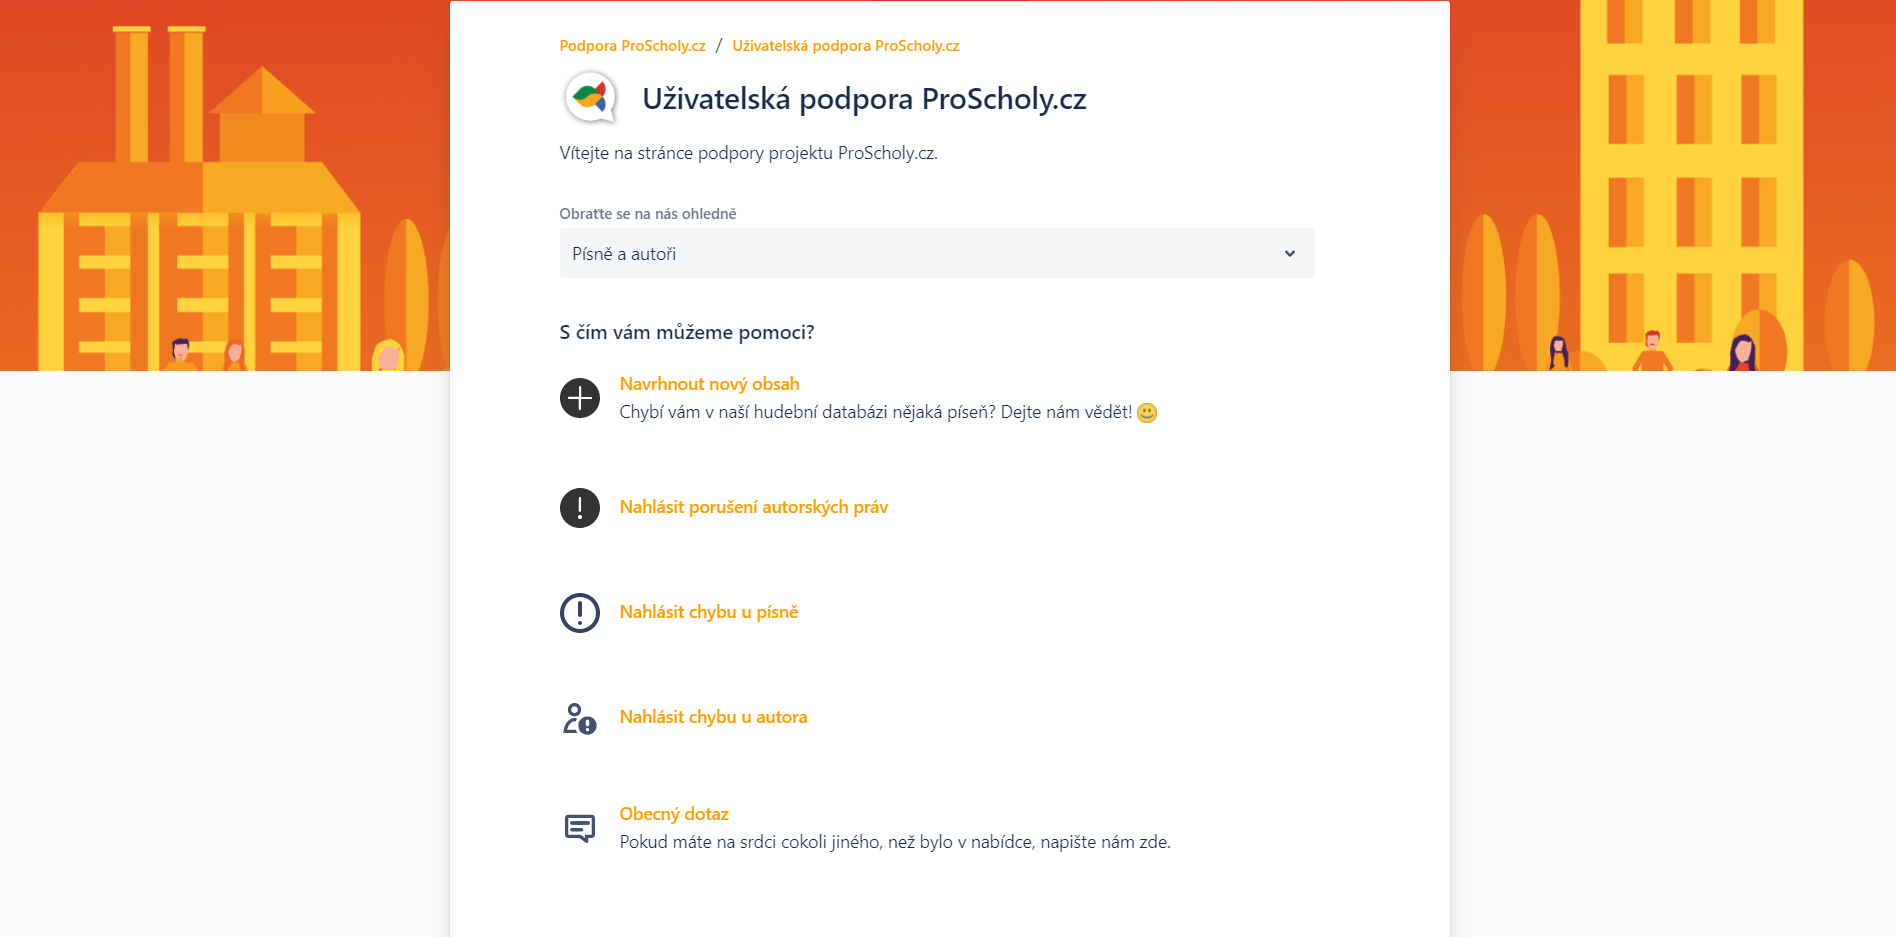 Podpora ProScholy.cz / Uživatelská podpora ProScholy.cz
Uživatelská podpora ProScholy.cz
Vítejte na stránce podpory projektu ProScholy.cz.
Obraťte se na nás ohledně
Písně a autoři
S čím vám můžeme pomoci?
Navrhnout nový obsah
Chybí vám v naší hudební databázi nějaká píseň? Dejte nám vědět! 🙂
Nahlásit porušení autorských práv
Nahlásit chybu u písně
Nahlásit chybu u autora
Obecný dotaz
Pokud máte na srdci cokoli jiného, než bylo v nabídce, napište nám zde.